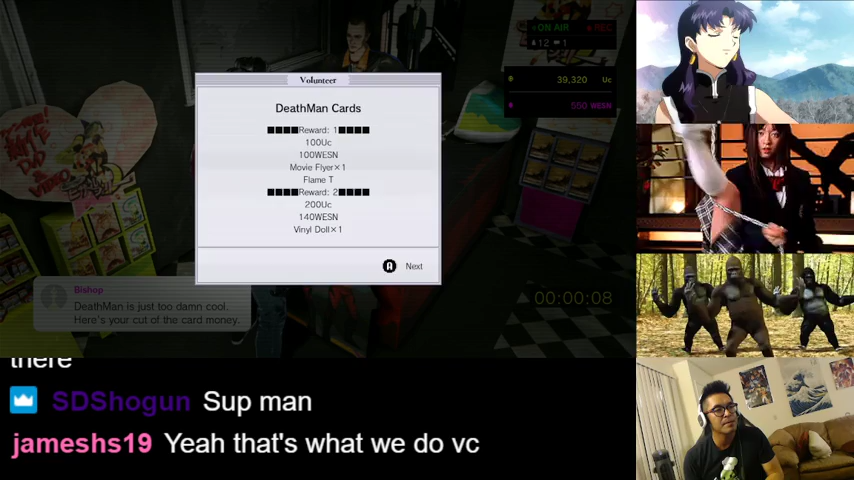 ON AIR
REC
12
1
39,320 Uc
550 WESN
Volunteer
DeathMan Cards
■■■■Reward: 1■■■■
100Uc
100WESN
Movie Flyer×1
Flame T
■■■■Reward: 2■■■■
200Uc
140WESN
Vinyl Doll×1
A Next
Bishop
DeathMan is just too damn cool.
Here's your cut of the card money.
00:00:08
there
SDShogun Sup man
jameshs19 Yeah that's what we do vc